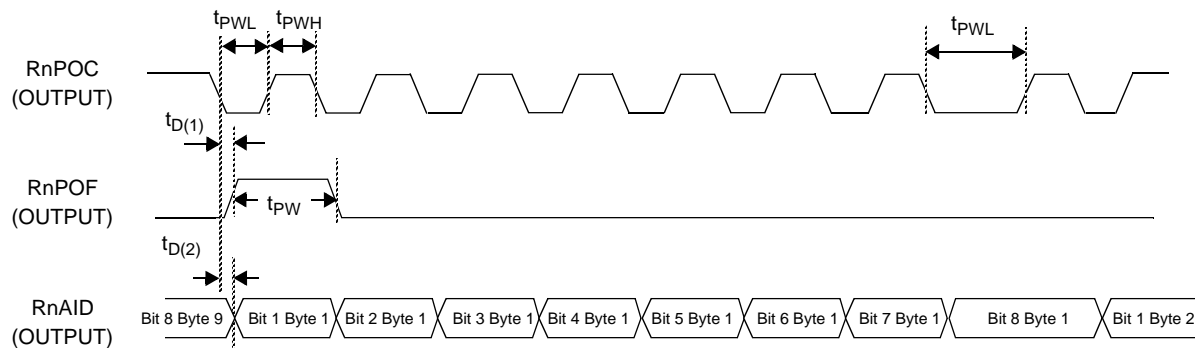 tPWL tPWH tPWL
RnPOC
(OUTPUT)
tD(1)
RnPOF
(OUTPUT)
tPW
tD(2)
RnAID
(OUTPUT)
Bit 8 Byte 9 Bit 1 Byte 1 Bit 2 Byte 1 Bit 3 Byte 1 Bit 4 Byte 1 Bit 5 Byte 1 Bit 6 Byte 1 Bit 7 Byte 1 Bit 8 Byte 1 Bit 1 Byte 2